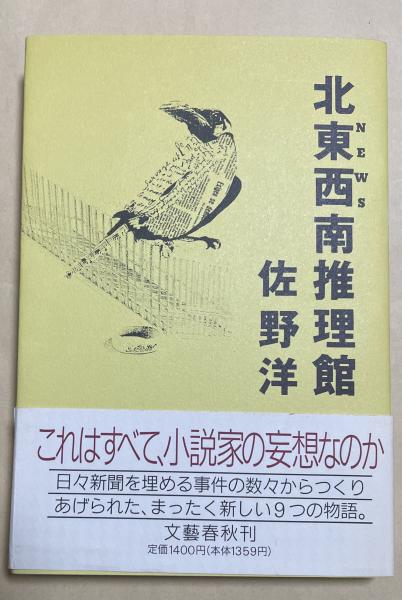 北東西南推理館
NEWS
佐野洋
これはすべて、小説家の妄想なのか
日々新聞を埋める事件の数々からつくり
あげられた、まったく新しい9つの物語。
文藝春秋刊
定価1400円(本体1359円)